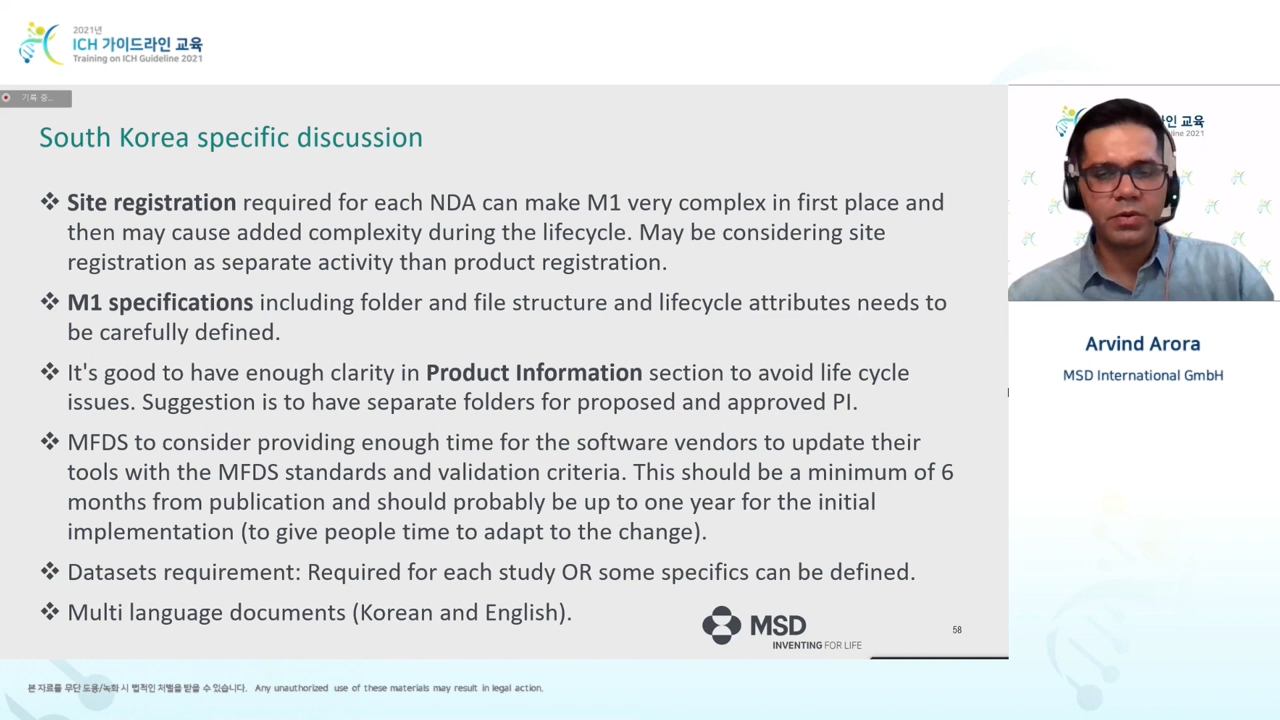 2021년
ICH 가이드라인 교육
Training on ICH Guideline 2021
기록 중...
South Korea specific discussion
❖ Site registration required for each NDA can make M1 very complex in first place and
then may cause added complexity during the lifecycle. May be considering site
registration as separate activity than product registration.
❖ M1 specifications including folder and file structure and lifecycle attributes needs to
be carefully defined.
❖ It's good to have enough clarity in Product Information section to avoid life cycle
issues. Suggestion is to have separate folders for proposed and approved PI.
❖ MFDS to consider providing enough time for the software vendors to update their
tools with the MFDS standards and validation criteria. This should be a minimum of 6
months from publication and should probably be up to one year for the initial
implementation (to give people time to adapt to the change).
❖ Datasets requirement: Required for each study OR some specifics can be defined.
❖ Multi language documents (Korean and English).
MSD
INVENTING FOR LIFE
58
교육
2021
Arvind Arora
MSD International GmbH
본 자료를 무단 도용/녹화 시 법적인 처벌을 받을 수 있습니다. Any unauthorized use of these materials may result in legal action.